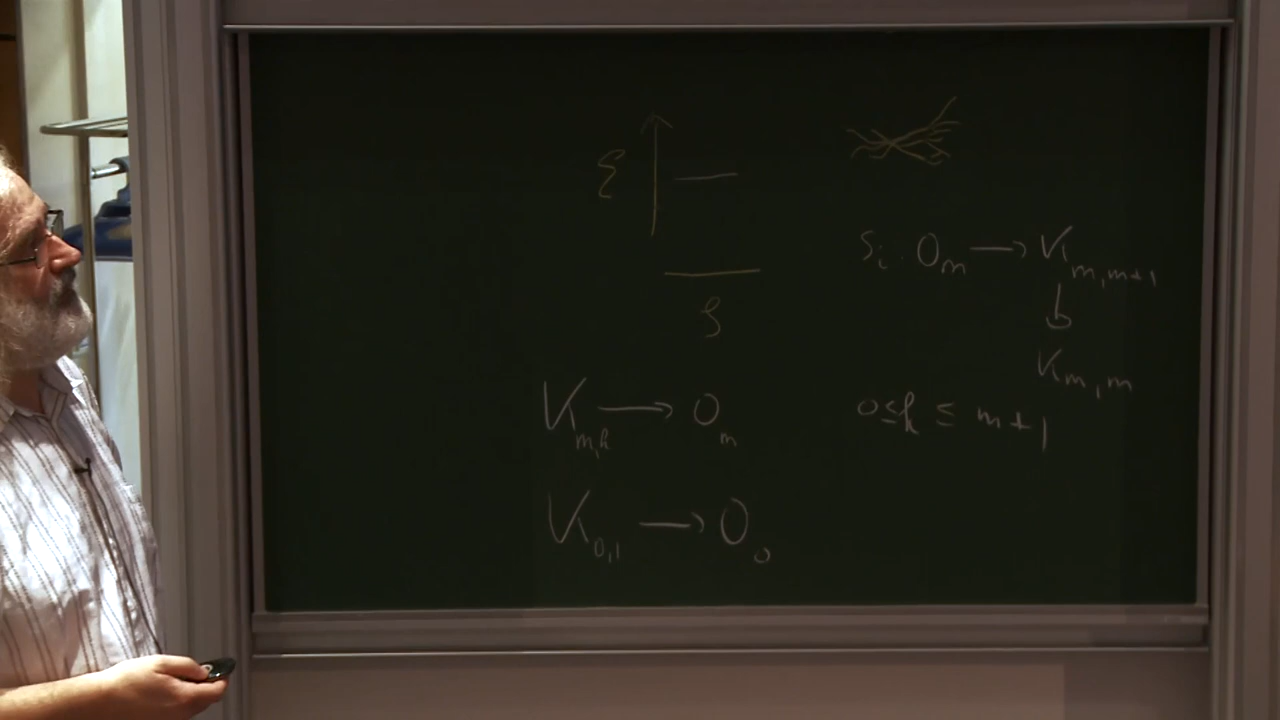 Σ
S
S_i. O_m → K_{m,m+1}
↓
K_{m,m}
K_{m,k} → O_m
0 ≤ k ≤ m+1
K_{0,1} → O_0